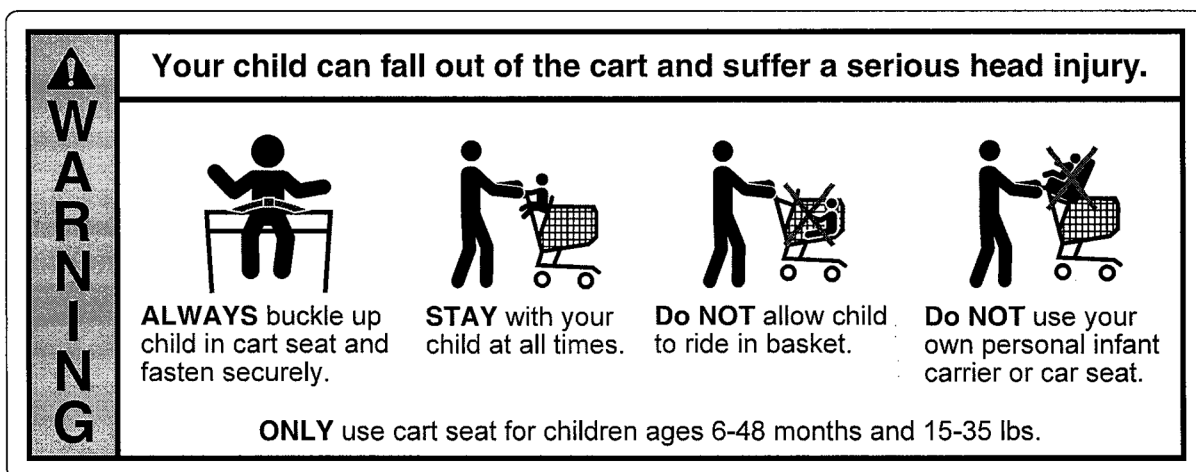 WARNING
Your child can fall out of the cart and suffer a serious head injury.
ALWAYS buckle up
child in cart seat and
fasten securely.
STAY with your
child at all times.
Do NOT allow child
to ride in basket.
Do NOT use your
own personal infant
carrier or car seat.
ONLY use cart seat for children ages 6-48 months and 15-35 lbs.